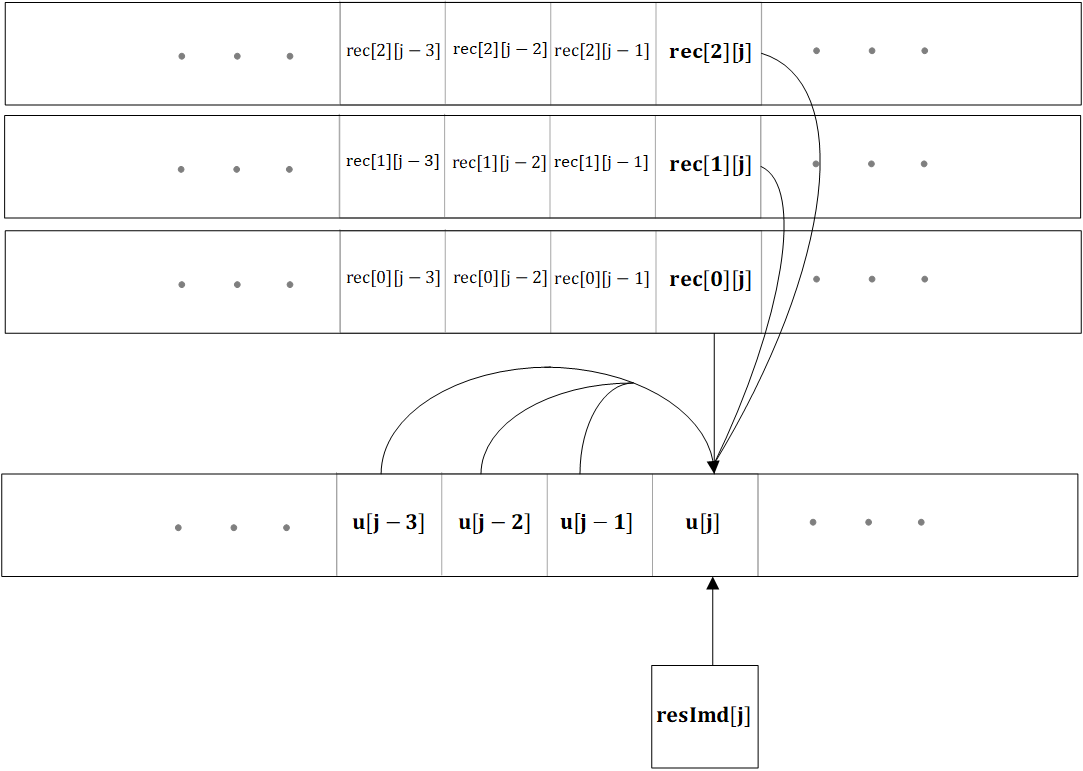 rec[2][j − 3] rec[2][j − 2] rec[2][j − 1] rec[2][j]
rec[1][j − 3] rec[1][j − 2] rec[1][j − 1] rec[1][j]
rec[0][j − 3] rec[0][j − 2] rec[0][j − 1] rec[0][j]
u[j − 3] u[j − 2] u[j − 1] u[j]
resImd[j]